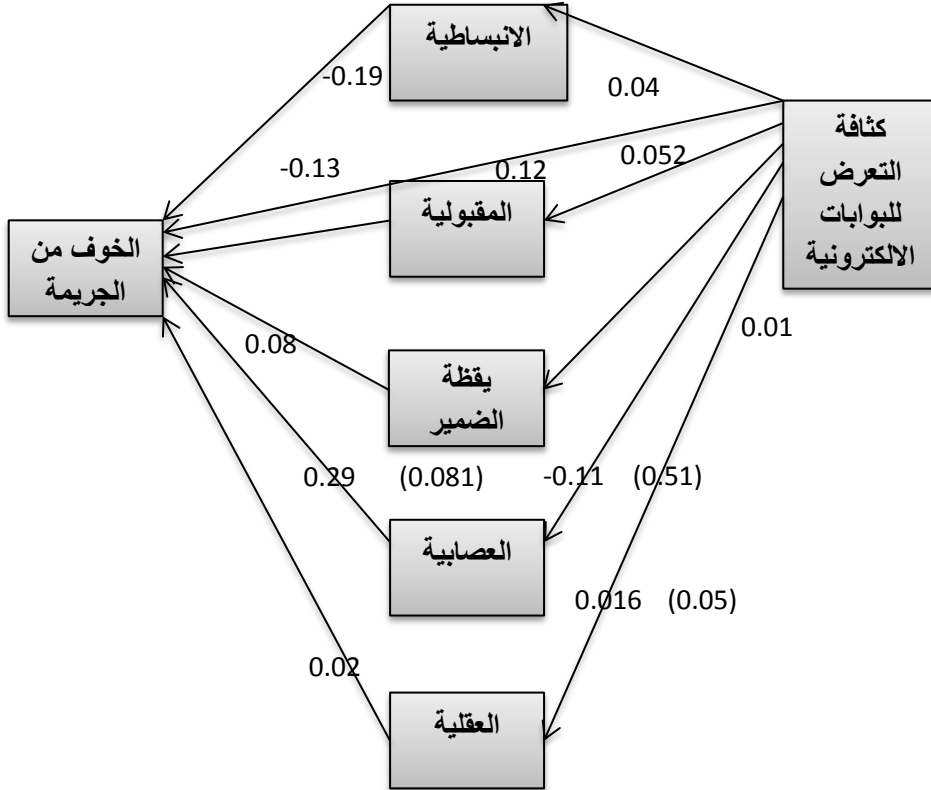 الانبساطية
-0.19
0.04
كثافة
التعرض
للبوابات
الالكترونية
-0.13
0.12
0.052
المقبولية
الخوف من
الجريمة
0.01
0.08
يقظة
الضمير
0.29 (0.081)
-0.11 (0.51)
العصابية
0.016 (0.05)
0.02
العقلية